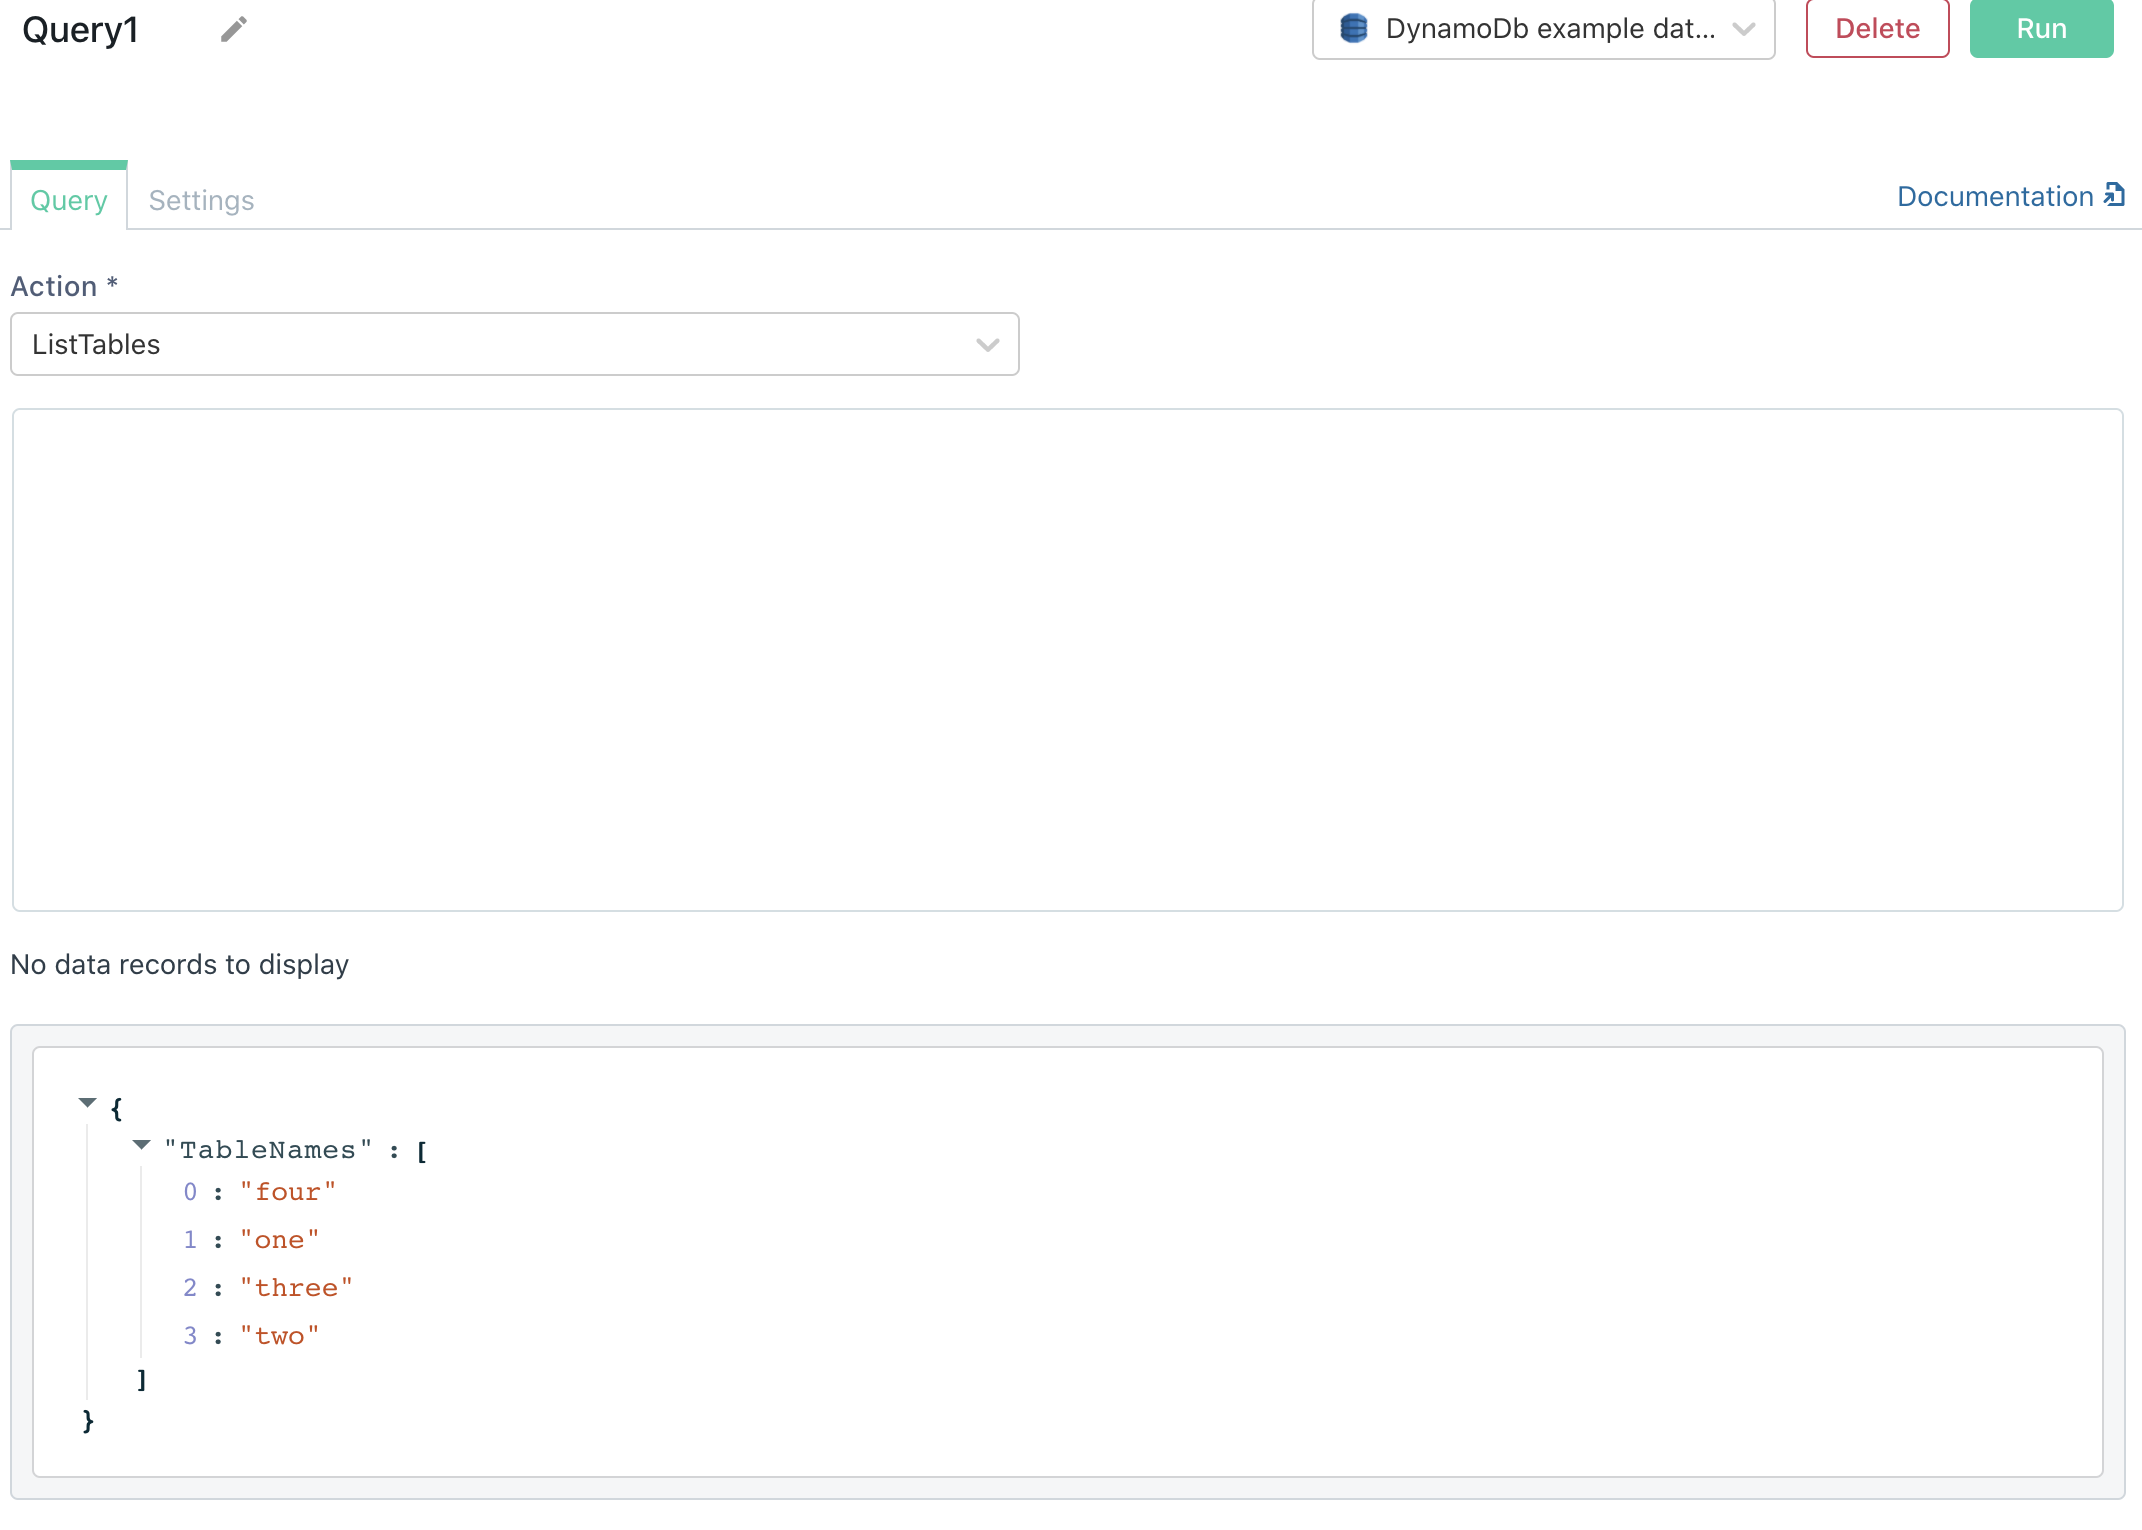 Query1
DynamoDb example dat...
Delete
Run
Query
Settings
Documentation
Action *
ListTables
No data records to display
{
"TableNames" : [
0 : "four"
1 : "one"
2 : "three"
3 : "two"
]
}